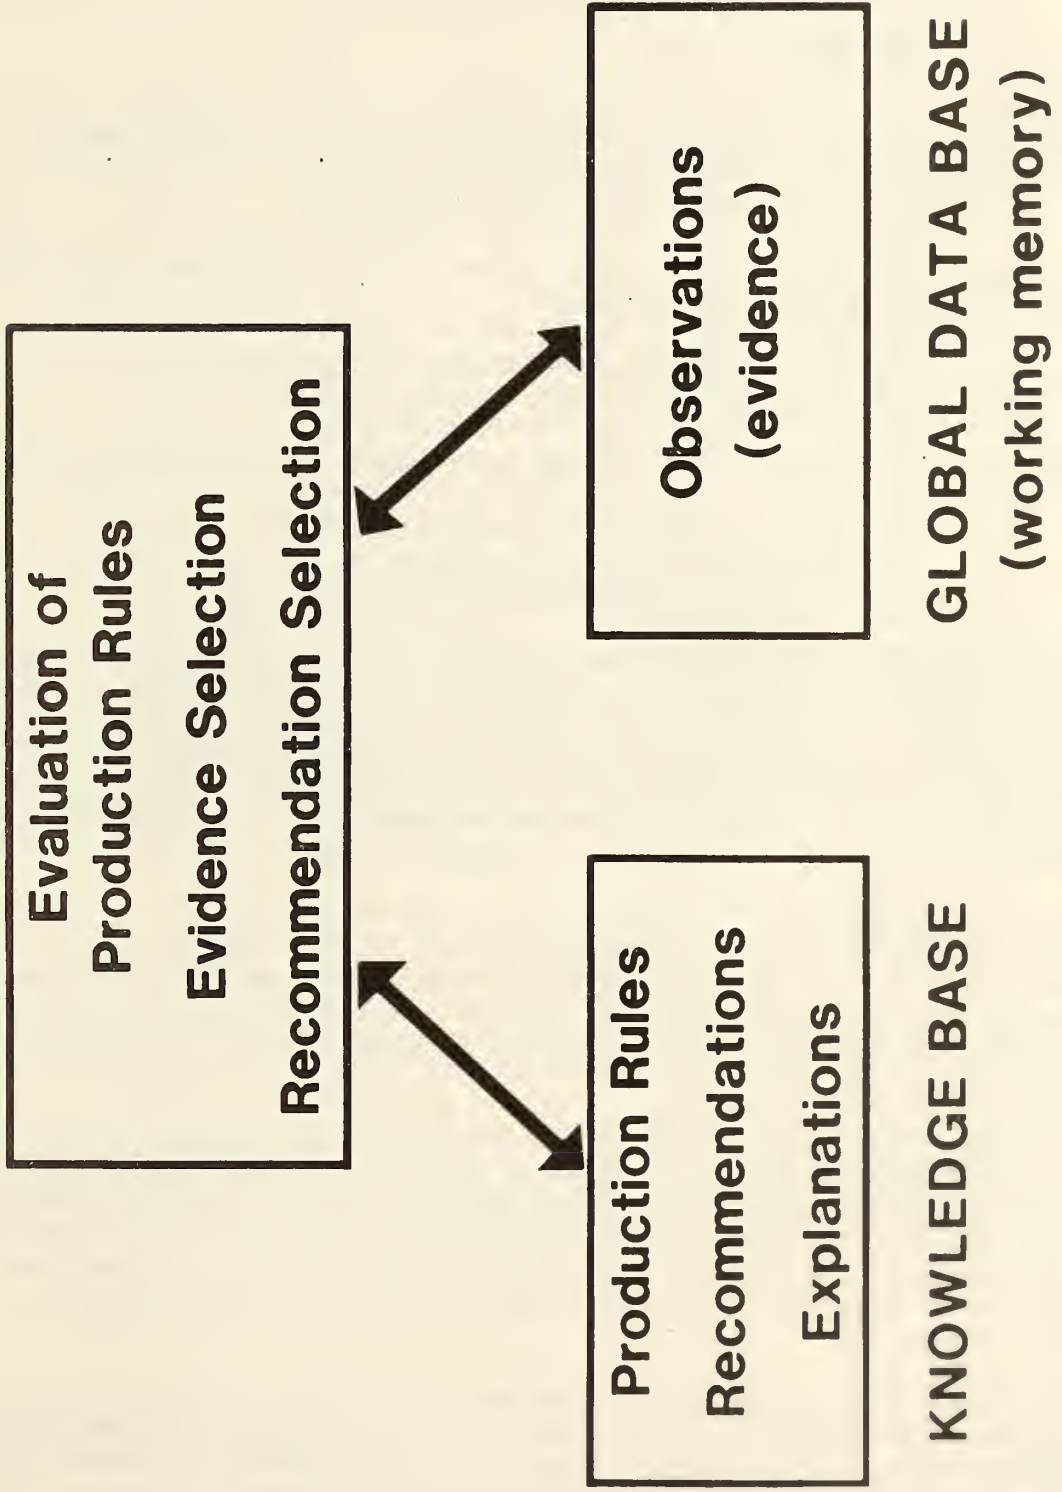 Evaluation of
Production Rules
Evidence Selection
Recommendation Selection
Production Rules
Recommendations
Explanations
KNOWLEDGE BASE
Observations
(evidence)
GLOBAL DATA BASE
(working memory)